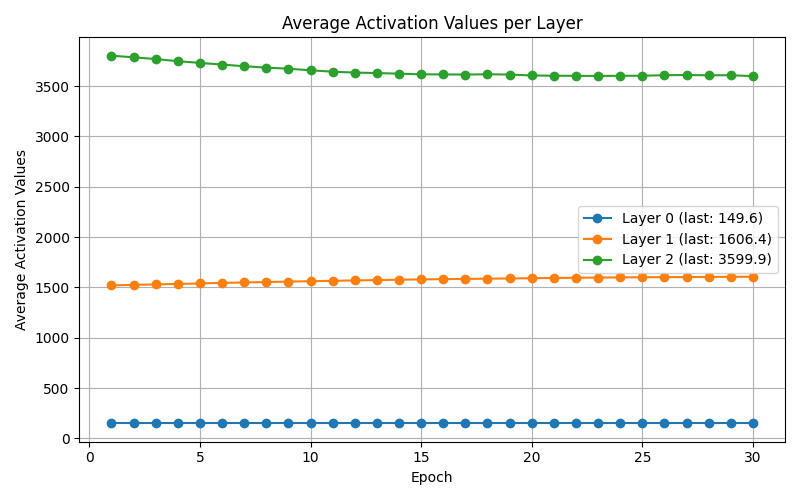 Average Activation Values per Layer
Average Activation Values
3500
3000
2500
2000
1500
1000
500
0
Layer 0 (last: 149.6)
Layer 1 (last: 1606.4)
Layer 2 (last: 3599.9)
0 5 10 15 20 25 30
Epoch